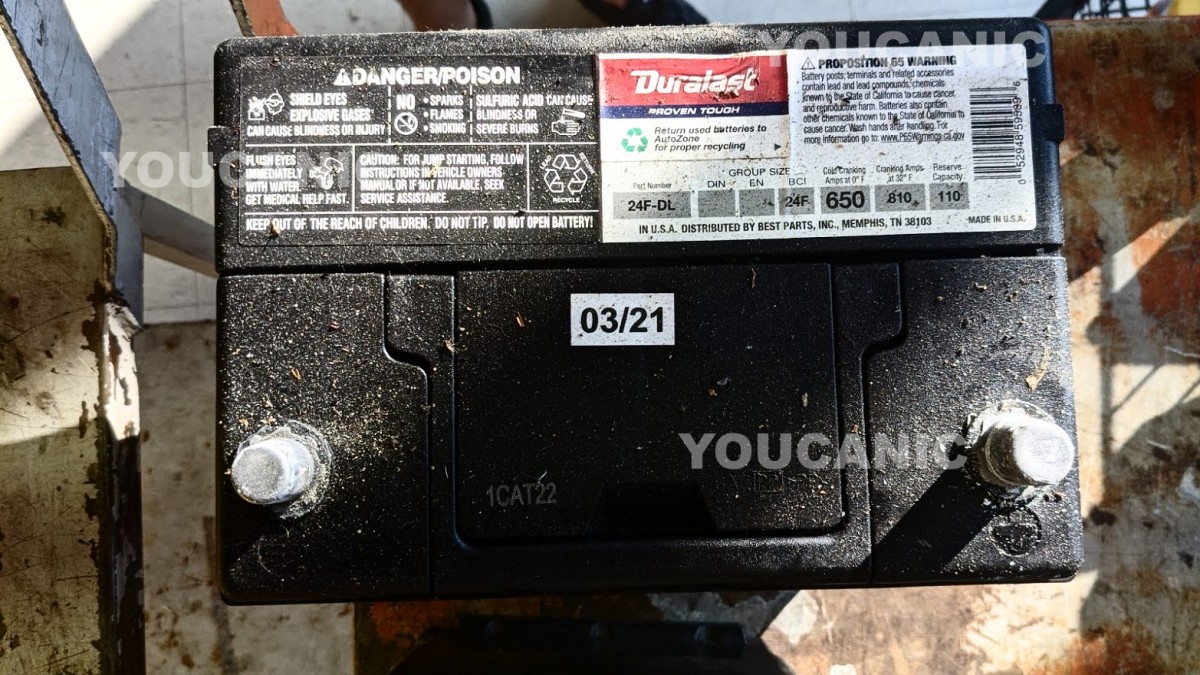 YOUCANIC
DANGER/POISON
SHIELD EYES
EXPLOSIVE GASES
CAN CAUSE BLINDNESS OR INJURY
NO
• SPARKS
• FLAMES
• SMOKING
SULFURIC ACID CAN CAUSE
BLINDNESS OR
SEVERE BURNS
FLUSH EYES
IMMEDIATELY
WITH WATER.
GET MEDICAL HELP FAST.
CAUTION: FOR JUMP STARTING, FOLLOW
INSTRUCTIONS IN VEHICLE OWNERS
MANUAL OR IF NOT AVAILABLE, SEEK
SERVICE ASSISTANCE.
LEAD
RECYCLE
KEEP OUT OF THE REACH OF CHILDREN. DO NOT TIP. DO NOT OPEN BATTERY!
YOUCANIC
Duralast
PROVEN TOUGH
Return used batteries to
AutoZone
for proper recycling
PROPOSITION 65 WARNING
Battery posts, terminals and related accessories
contain lead and lead compounds, chemicals
known to the State of California to cause cancer
and reproductive harm. Batteries also contain
other chemicals known to the State of California to
cause cancer. Wash hands after handling. For
more information go to: www.P65Warnings.ca.gov
GROUP SIZE
Part Number
DIN
EN
BCI
Cold Cranking
Amps at 0° F
Cranking Amps
at 32° F
Reserve
Capacity
24F-DL
24F
650
810
110
IN U.S.A. DISTRIBUTED BY BEST PARTS, INC., MEMPHIS, TN 38103
MADE IN U.S.A.
03/21
YOUCANIC
1CAT22